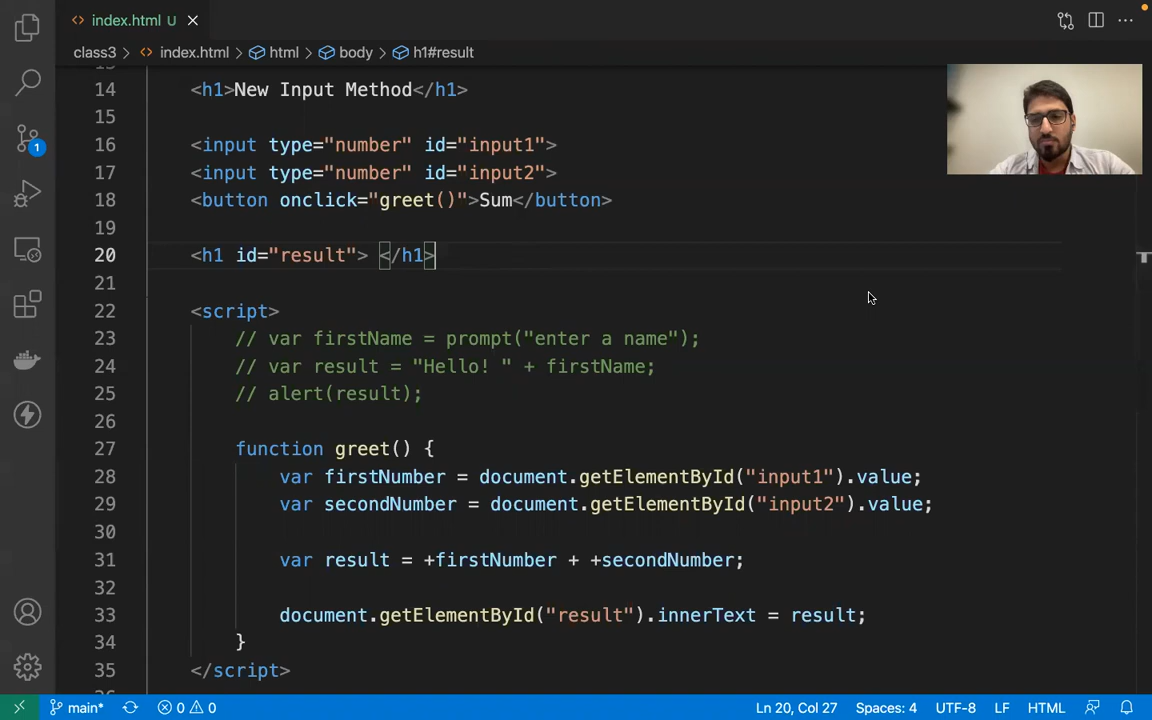 index.html U
class3 > index.html > html > body > h1#result
14 <h1>New Input Method</h1>
15
16 <input type="number" id="input1">
17 <input type="number" id="input2">
18 <button onclick="greet()">Sum</button>
19
20 <h1 id="result"> </h1>
21
22 <script>
23 // var firstName = prompt("enter a name");
24 // var result = "Hello! " + firstName;
25 // alert(result);
26
27 function greet() {
28 var firstNumber = document.getElementById("input1").value;
29 var secondNumber = document.getElementById("input2").value;
30
31 var result = +firstNumber + +secondNumber;
32
33 document.getElementById("result").innerText = result;
34 }
35 </script>
1
main* 0 0 Ln 20, Col 27 Spaces: 4 UTF-8 LF HTML